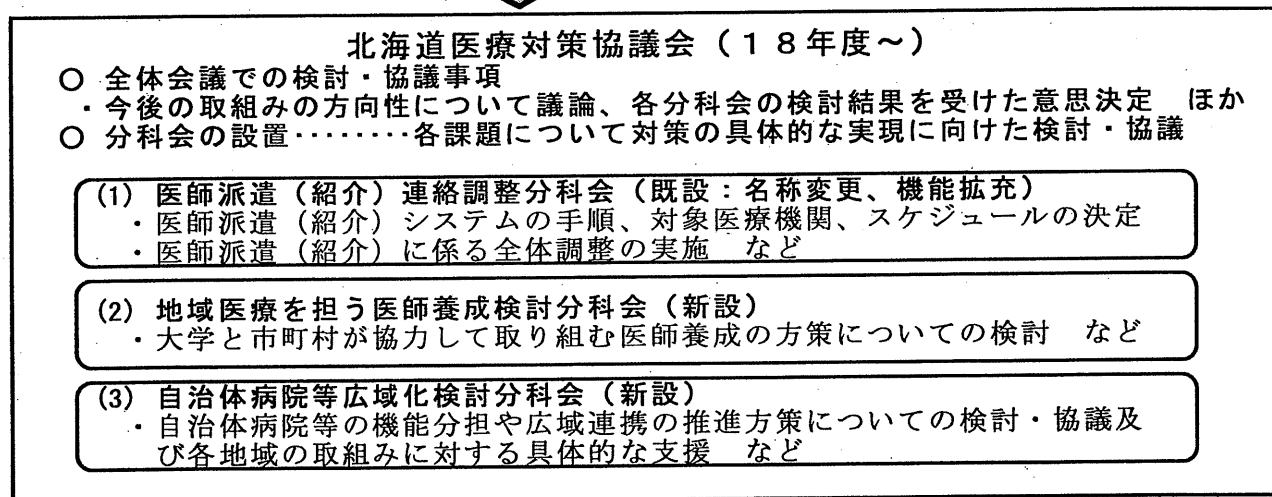 北海道医療対策協議会（１８年度～）
○ 全体会議での検討・協議事項
・今後の取組みの方向性について議論、各分科会の検討結果を受けた意思決定　ほか
○ 分科会の設置‥‥‥‥各課題について対策の具体的な実現に向けた検討・協議
(1) 医師派遣（紹介）連絡調整分科会（既設：名称変更、機能拡充）
・医師派遣（紹介）システムの手順、対象医療機関、スケジュールの決定
・医師派遣（紹介）に係る全体調整の実施　など
(2) 地域医療を担う医師養成検討分科会（新設）
・大学と市町村が協力して取り組む医師養成の方策についての検討　など
(3) 自治体病院等広域化検討分科会（新設）
・自治体病院等の機能分担や広域連携の推進方策についての検討・協議及
び各地域の取組みに対する具体的な支援　など